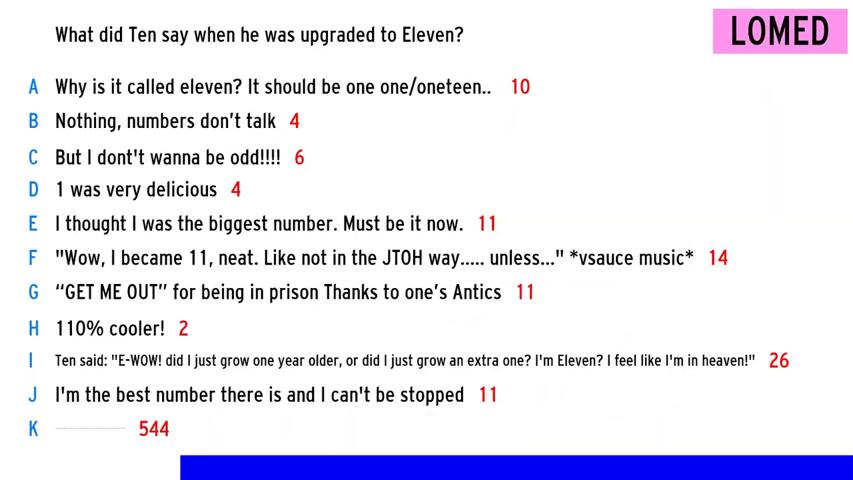 What did Ten say when he was upgraded to Eleven?
LOMED
A Why is it called eleven? It should be one one/oneteen.. 10
B Nothing, numbers don't talk 4
C But I dont't wanna be odd!!!! 6
D 1 was very delicious 4
E I thought I was the biggest number. Must be it now. 11
F "Wow, I became 11, neat. Like not in the JTOH way..... unless..." *vsauce music* 14
G “GET ME OUT” for being in prison Thanks to one's Antics 11
H 110% cooler! 2
I Ten said: "E-WOW! did I just grow one year older, or did I just grow an extra one? I'm Eleven? I feel like I'm in heaven!" 26
J I'm the best number there is and I can't be stopped 11
K 544